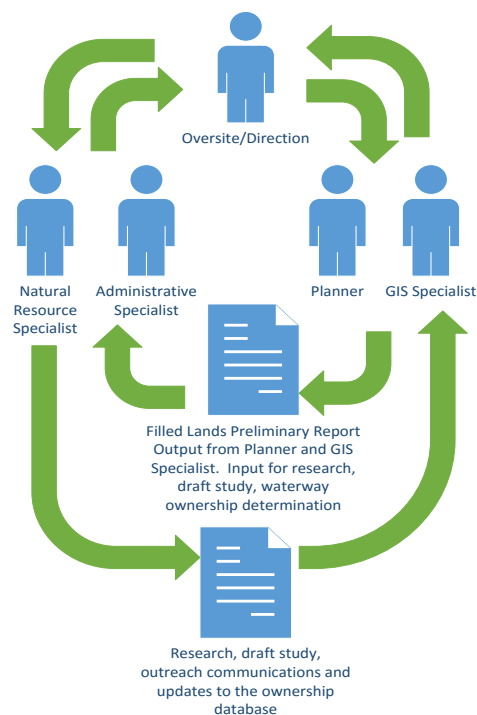 Oversite/Direction
Natural
Resource
Specialist
Administrative
Specialist
Planner
GIS Specialist
Filled Lands Preliminary Report
Output from Planner and GIS
Specialist.  Input for research,
draft study, waterway
ownership determination
Research, draft study,
outreach communications and
updates to the ownership
database